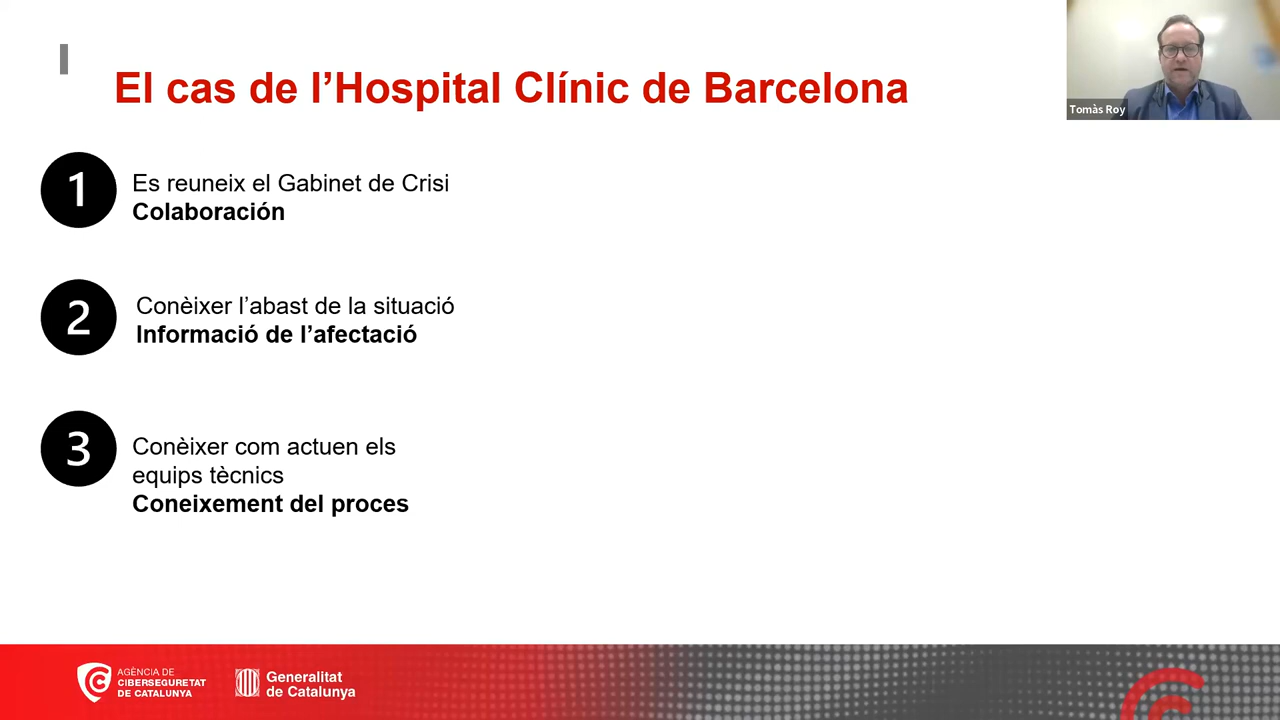 El cas de l’Hospital Clínic de Barcelona
Tomàs Roy
1
Es reuneix el Gabinet de Crisi
Colaboración
2
Conèixer l’abast de la situació
Informació de l’afectació
3
Conèixer com actuen els
equips tècnics
Coneixement del proces
AGÈNCIA DE
CIBERSEGURETAT
DE CATALUNYA
Generalitat
de Catalunya